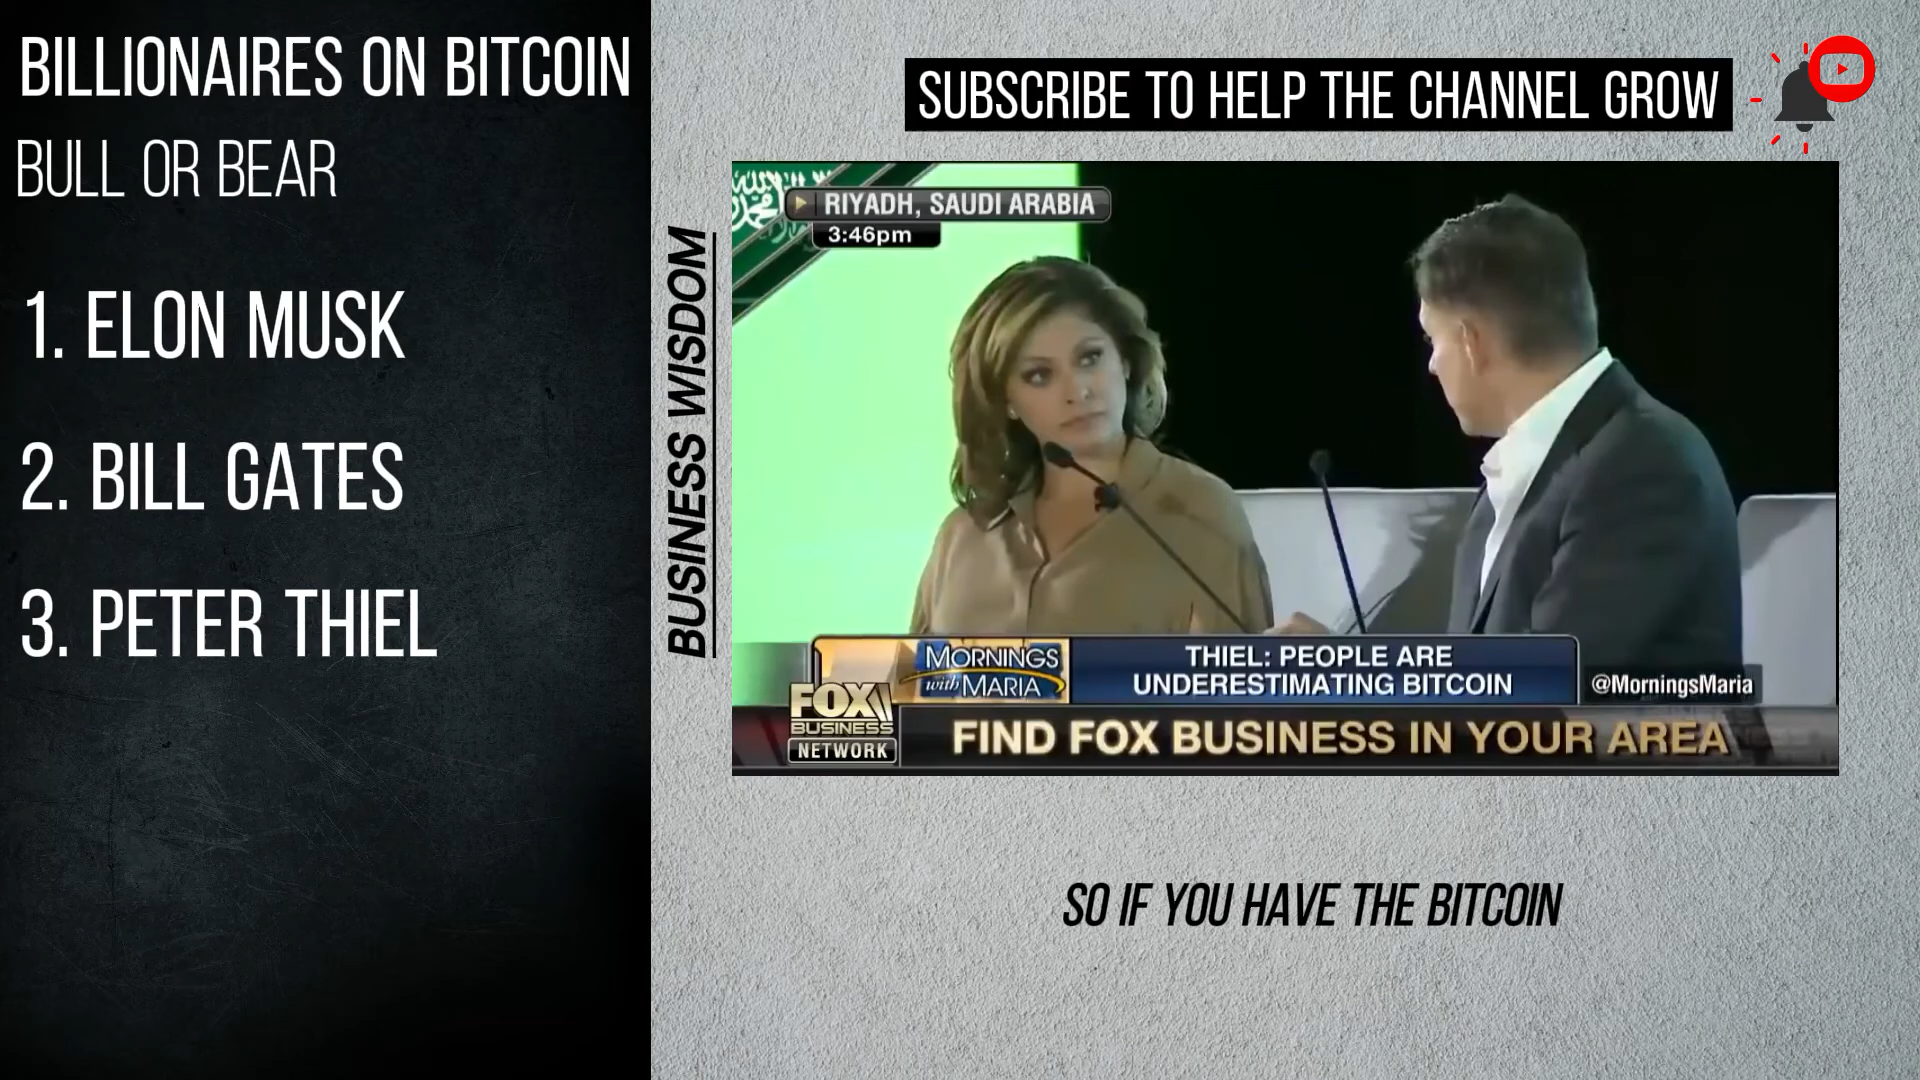 BILLIONAIRES ON BITCOIN
BULL OR BEAR
1. ELON MUSK
2. BILL GATES
3. PETER THIEL
BUSINESS WISDOM
SUBSCRIBE TO HELP THE CHANNEL GROW
RIYADH, SAUDI ARABIA
3:46pm
MORNINGS
with MARIA
THIEL: PEOPLE ARE
UNDERESTIMATING BITCOIN
@MorningsMaria
FOX
BUSINESS
NETWORK
FIND FOX BUSINESS IN YOUR AREA
SO IF YOU HAVE THE BITCOIN